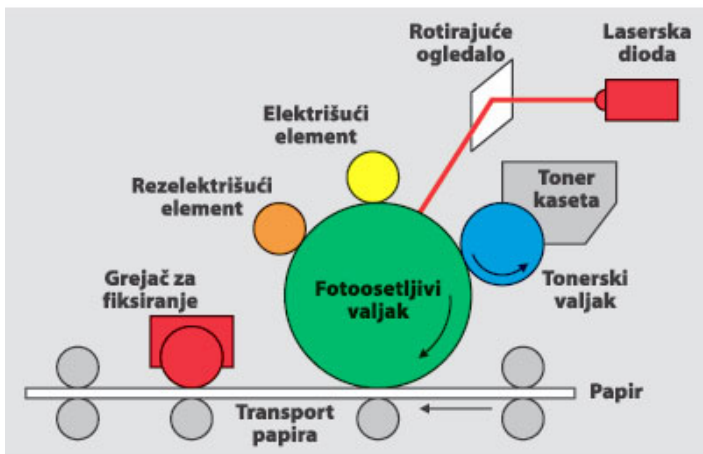 Rotirajuće
ogledalo
Laserska
dioda
Elektrišući
element
Rezelektrišući
element
Toner
kaseta
Grejač za
fiksiranje
Fotoosetljivi
valjak
Tonerski
valjak
Papir
Transport
papira